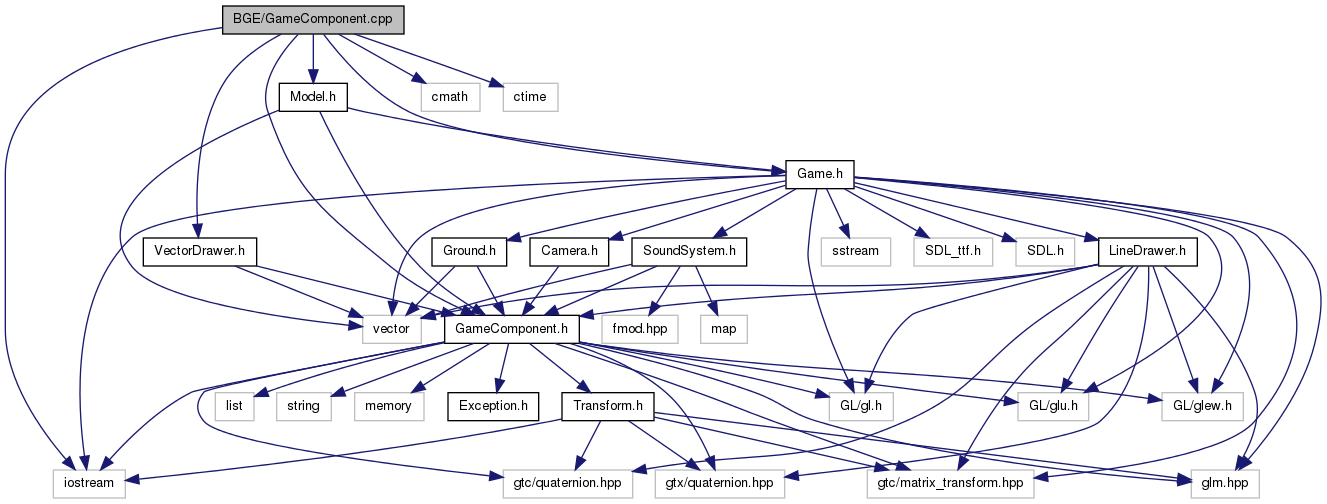 BGE/GameComponent.cpp
Model.h
cmath
ctime
Game.h
VectorDrawer.h
Ground.h
Camera.h
SoundSystem.h
sstream
SDL_ttf.h
SDL.h
LineDrawer.h
vector
GameComponent.h
fmod.hpp
map
list
string
memory
Exception.h
Transform.h
GL/gl.h
GL/glu.h
GL/glew.h
iostream
gtc/quaternion.hpp
gtx/quaternion.hpp
gtc/matrix_transform.hpp
glm.hpp